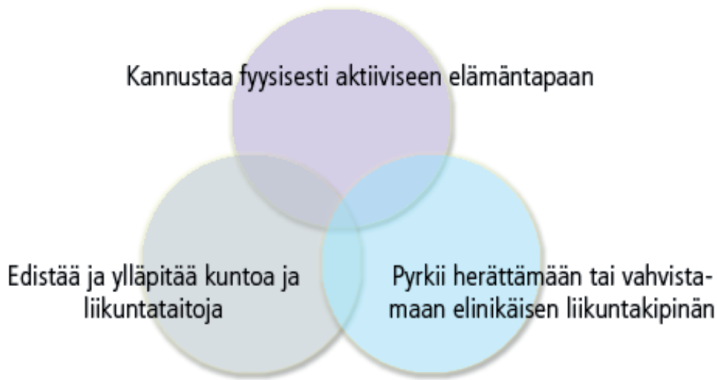 Kannustaa fyysisesti aktiiviseen elämäntapaan
Edistää ja ylläpitää kuntoa ja
liikuntataitoja
Pyrkii herättämään tai vahvista-
maan elinikäisen liikuntakipinän